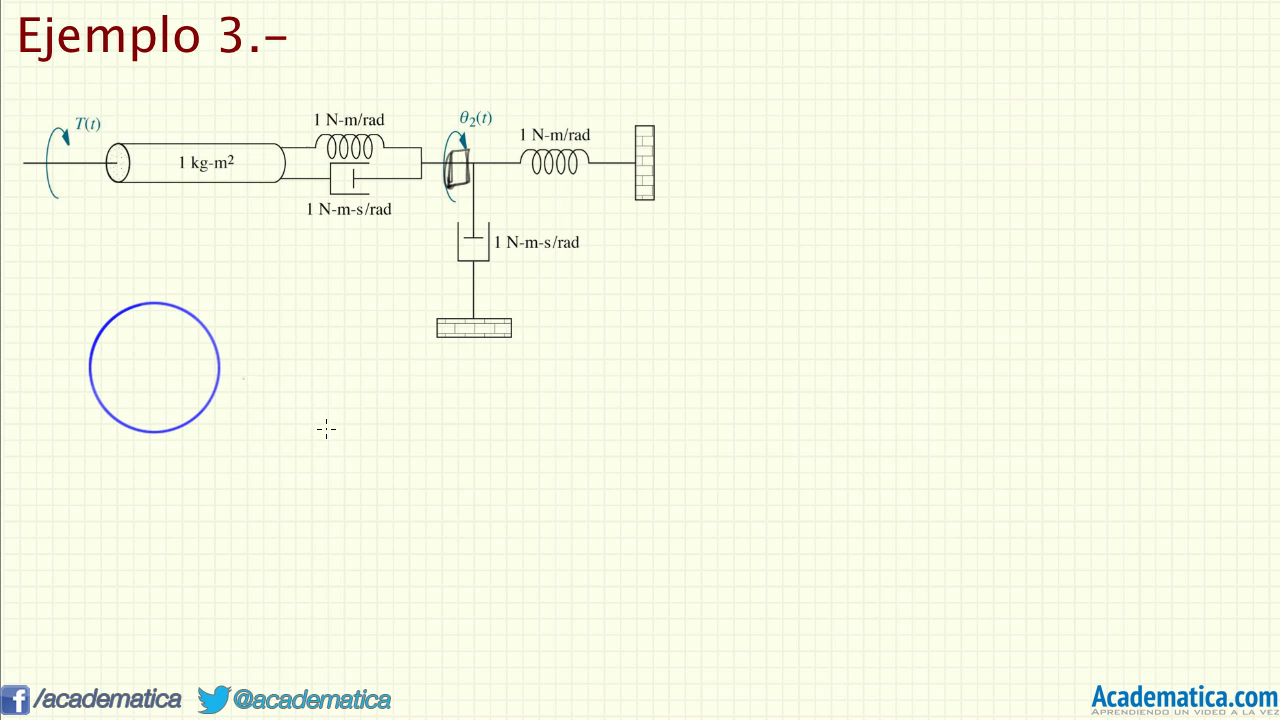 Ejemplo 3.-
1 N-m/rad
θ₂(t)
T(t)
1 N-m/rad
1 kg-m²
1 N-m-s/rad
1 N-m-s/rad
/academatica @academatica
Academatica.com
APRENDIENDO UN VIDEO A LA VEZ